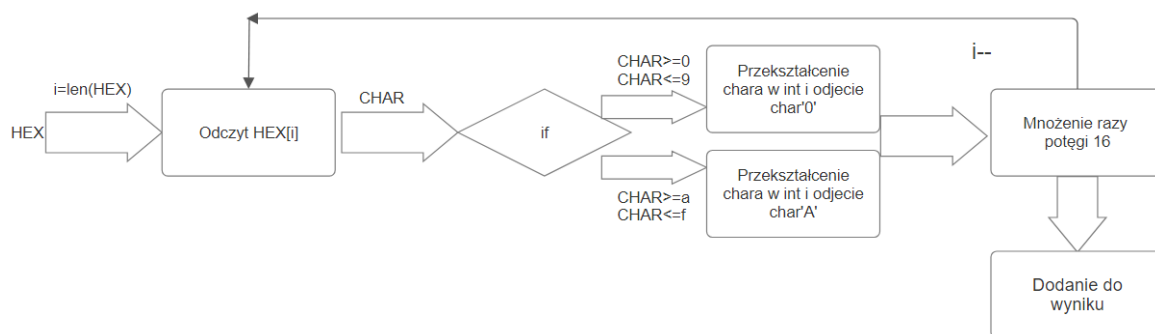 i--
i=len(HEX)
HEX
Odczyt HEX[i]
CHAR
if
CHAR>=0
CHAR<=9
Przekształcenie
chara w int i odjecie
char'0'
CHAR>=a
CHAR<=f
Przekształcenie
chara w int i odjecie
char'A'
Mnożenie razy
potęgi 16
Dodanie do
wyniku